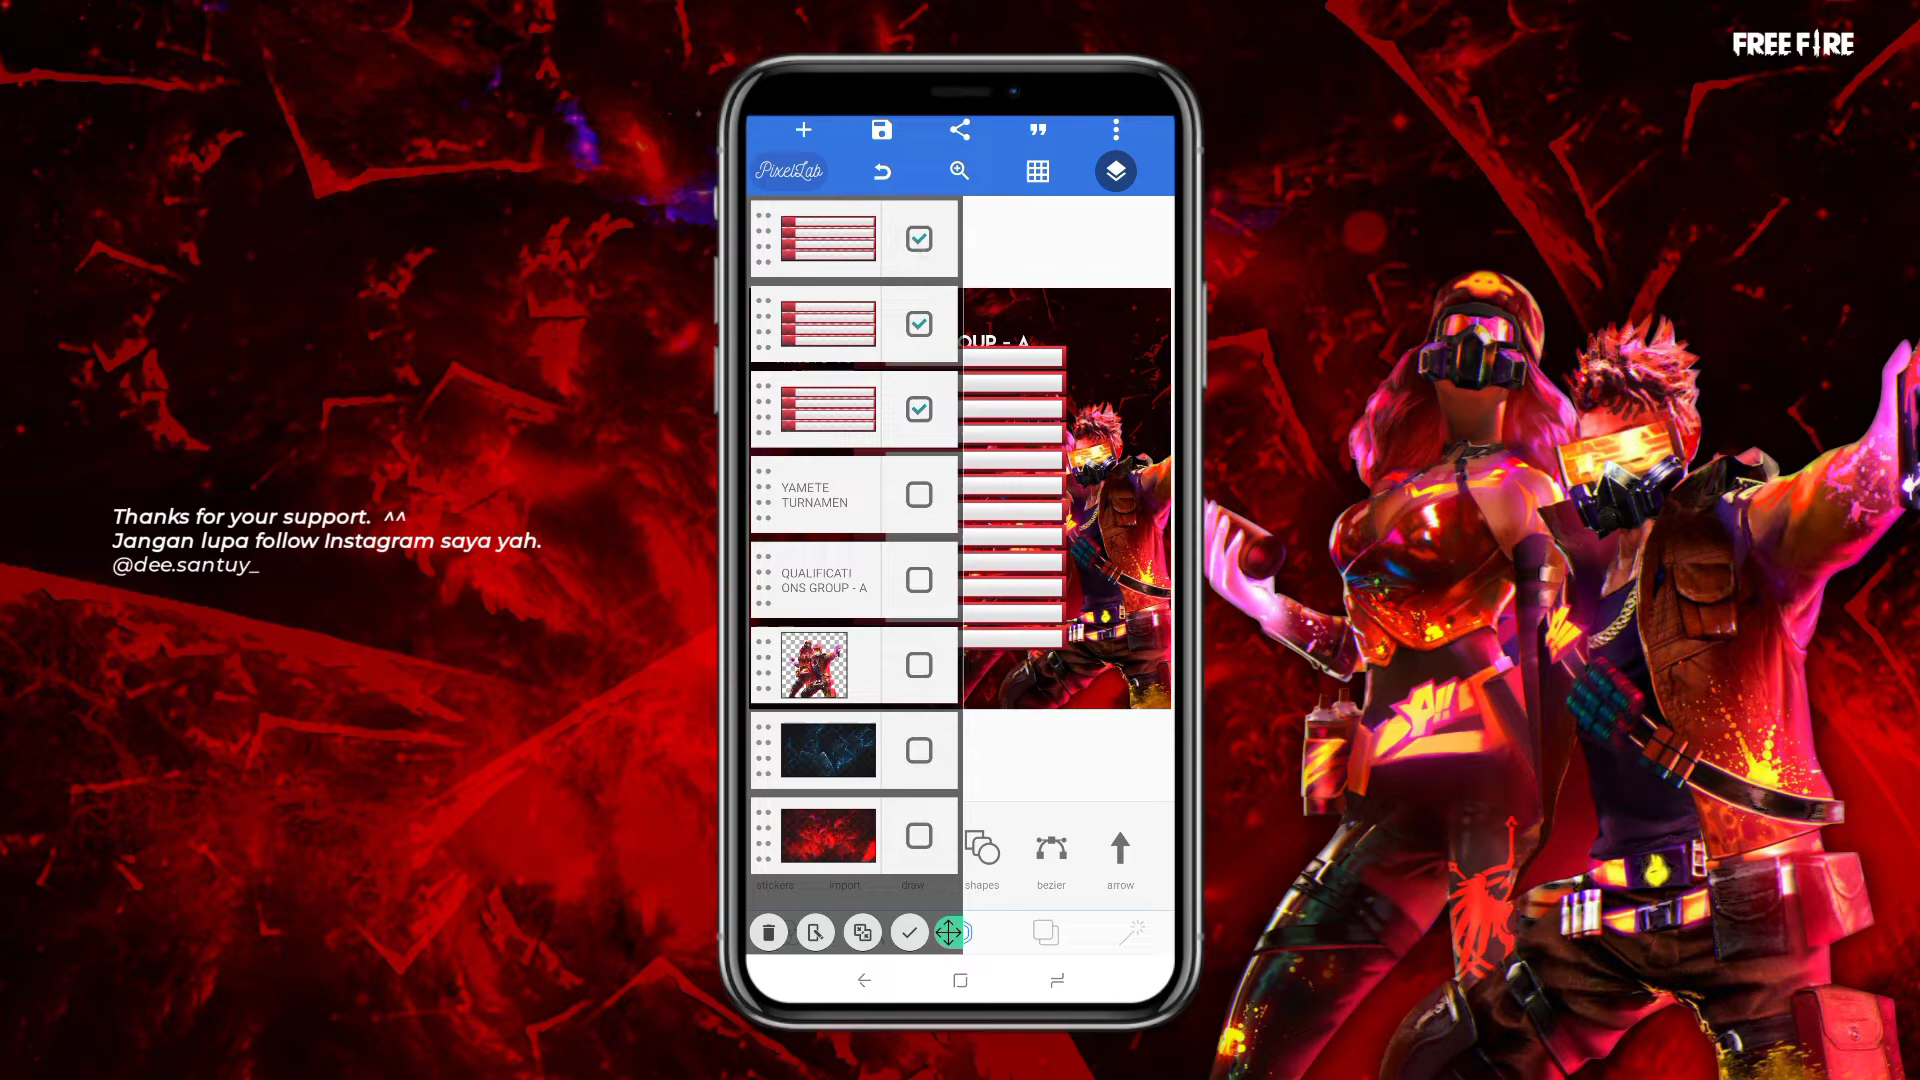 FREE FIRE
PixelLab
OUP - A
YAMETE
TURNAMEN
QUALIFICATI
ONS GROUP - A
Thanks for your support. ^^
Jangan lupa follow Instagram saya yah.
@dee.santuy_
stickers import draw shapes bezier arrow